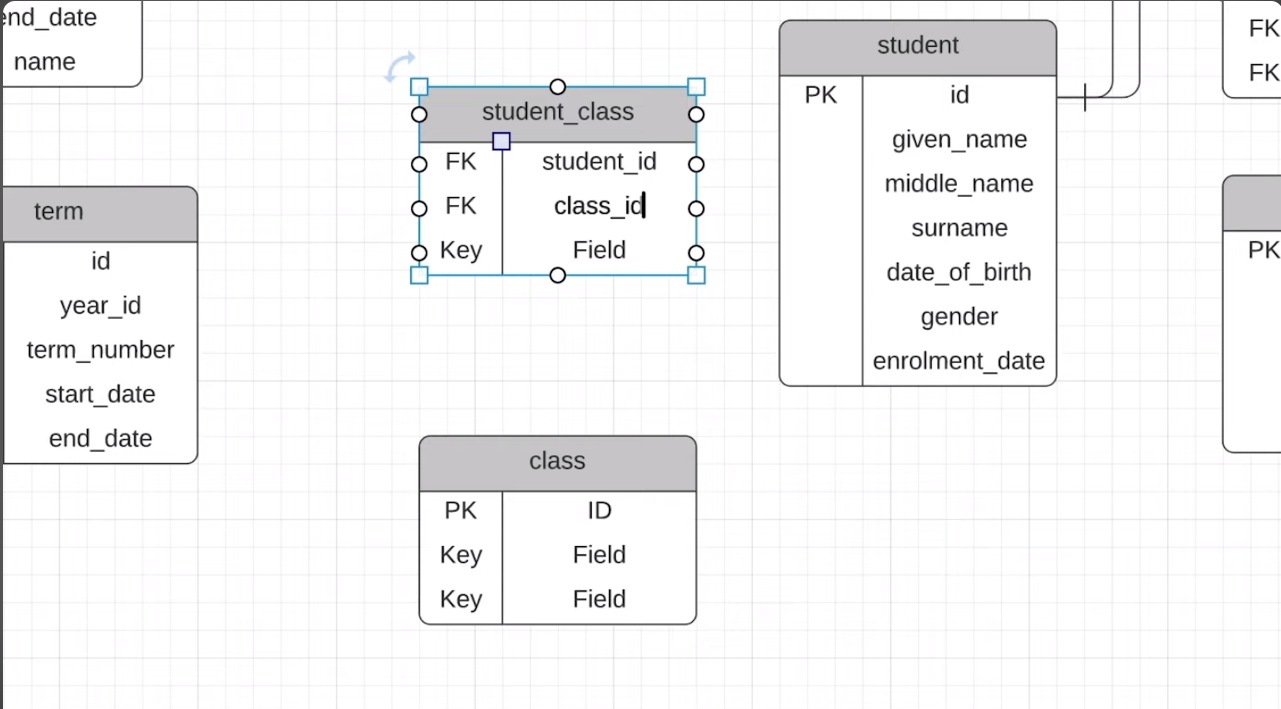 end_date
name
term
id
year_id
term_number
start_date
end_date
student_class
FK student_id
FK class_id
Key Field
class
PK ID
Key Field
Key Field
student
PK id
given_name
middle_name
surname
date_of_birth
gender
enrolment_date
FK
FK
PK